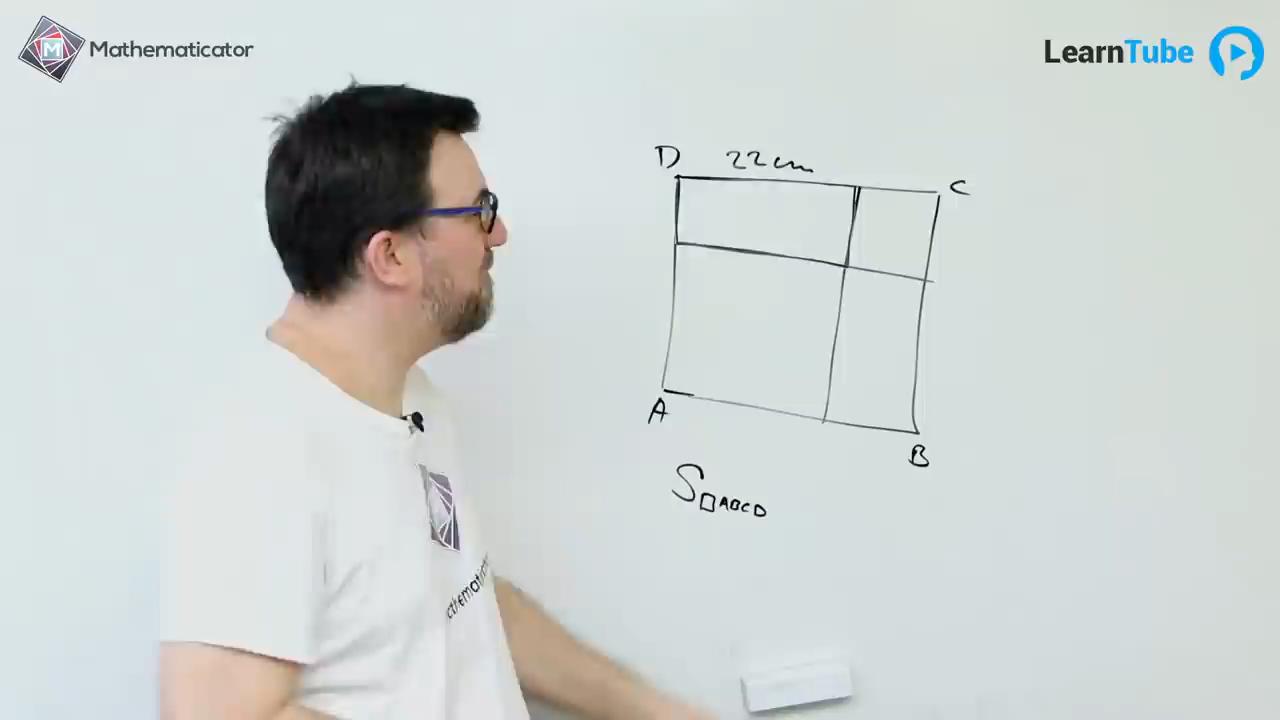 Mathematicator
LearnTube
D 22cm C
A
B
S□ABCD